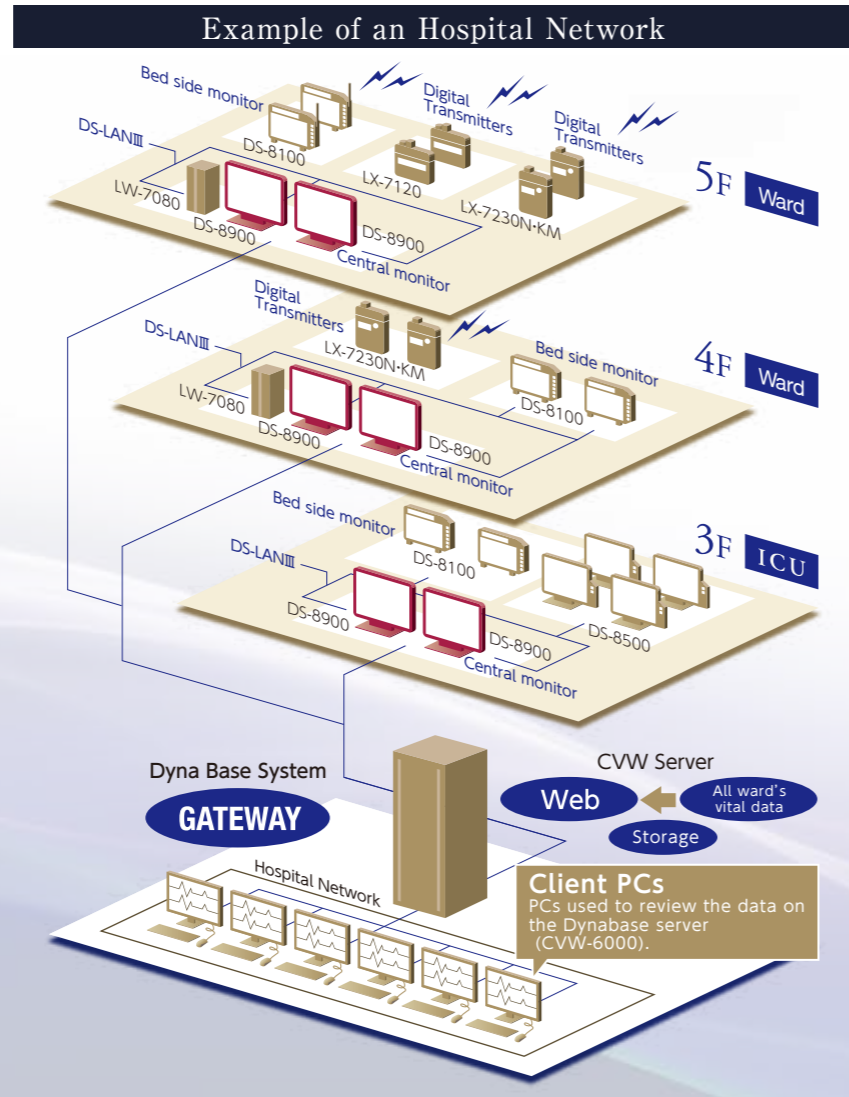 Example of an Hospital Network
Bed side monitor
Digital
Transmitters
Digital
Transmitters
DS-LANⅢ
DS-8100
LX-7120
LW-7080
LX-7230N･KM
DS-8900
DS-8900
Central monitor
5F
Ward
Digital
Transmitters
DS-LANⅢ
LX-7230N･KM
Bed side monitor
LW-7080
DS-8100
DS-8900
DS-8900
Central monitor
4F
Ward
Bed side monitor
DS-LANⅢ
DS-8100
DS-8900
DS-8900
DS-8500
Central monitor
3F
ICU
Dyna Base System
GATEWAY
CVW Server
Web
All ward's
vital data
Storage
Hospital Network
Client PCs
PCs used to review the data on
the Dynabase server
(CVW-6000).